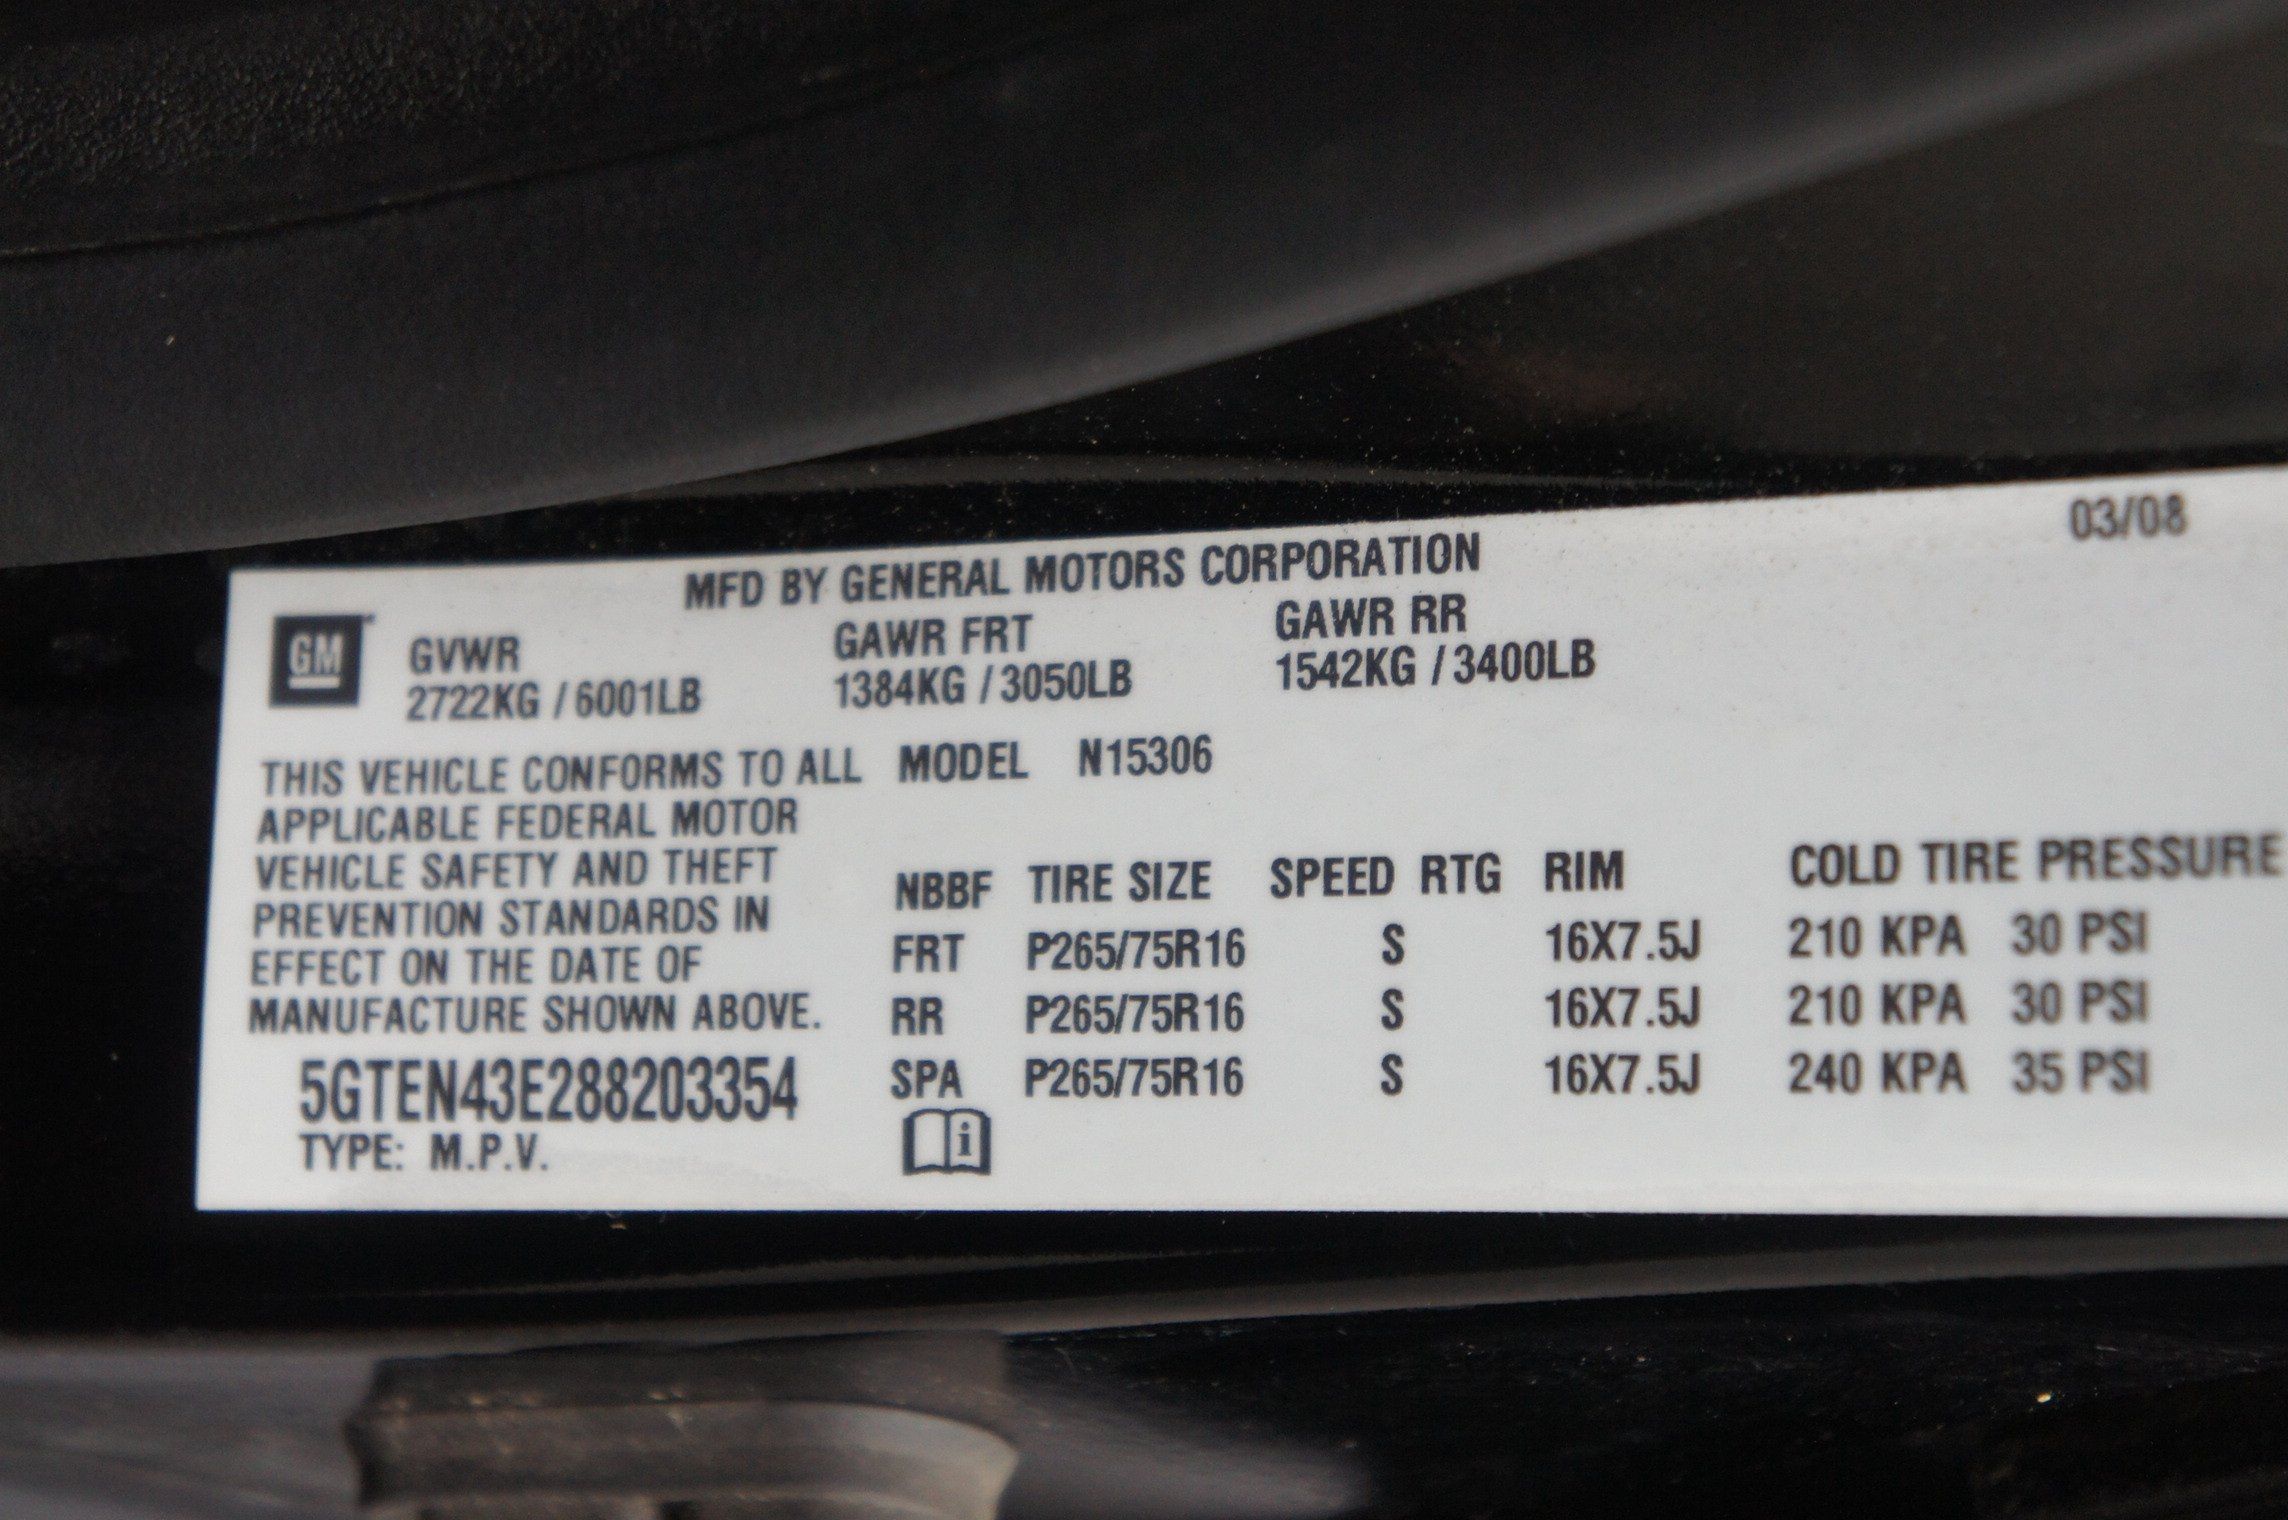 03/08
MFD BY GENERAL MOTORS CORPORATION
GM
GVWR GAWR FRT GAWR RR
2722KG / 6001LB 1384KG / 3050LB 1542KG / 3400LB
THIS VEHICLE CONFORMS TO ALL
APPLICABLE FEDERAL MOTOR
VEHICLE SAFETY AND THEFT
PREVENTION STANDARDS IN
EFFECT ON THE DATE OF
MANUFACTURE SHOWN ABOVE.
5GTEN43E288203354
TYPE: M.P.V.
MODEL N15306
NBBF TIRE SIZE SPEED RTG RIM COLD TIRE PRESSURE
FRT P265/75R16 S 16X7.5J 210 KPA 30 PSI
RR P265/75R16 S 16X7.5J 210 KPA 30 PSI
SPA P265/75R16 S 16X7.5J 240 KPA 35 PSI
i